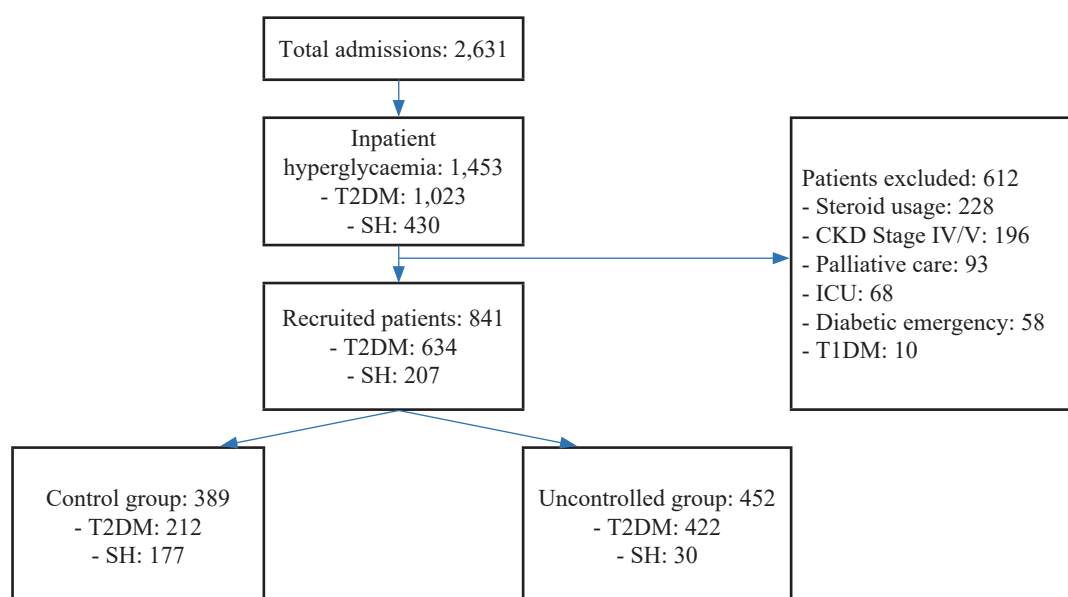 Total admissions: 2,631
Inpatient
hyperglycaemia: 1,453
- T2DM: 1,023
- SH: 430
Patients excluded: 612
- Steroid usage: 228
- CKD Stage IV/V: 196
- Palliative care: 93
- ICU: 68
- Diabetic emergency: 58
- T1DM: 10
Recruited patients: 841
- T2DM: 634
- SH: 207
Control group: 389
- T2DM: 212
- SH: 177
Uncontrolled group: 452
- T2DM: 422
- SH: 30